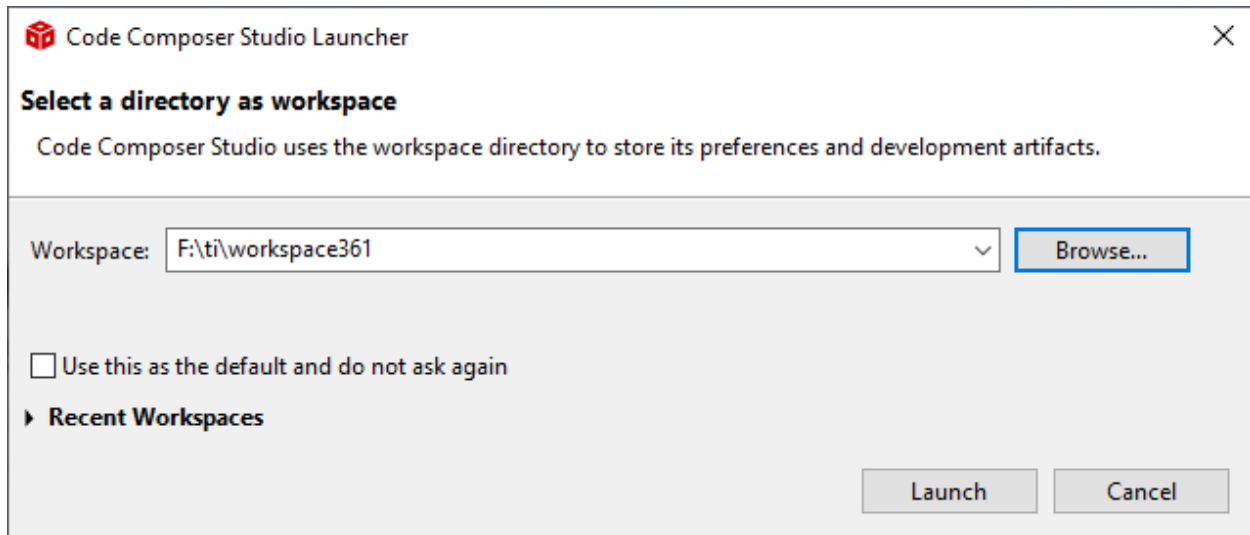 Code Composer Studio Launcher
Select a directory as workspace
Code Composer Studio uses the workspace directory to store its preferences and development artifacts.
Workspace: F:\ti\workspace361 Browse...
Use this as the default and do not ask again
Recent Workspaces
Launch Cancel